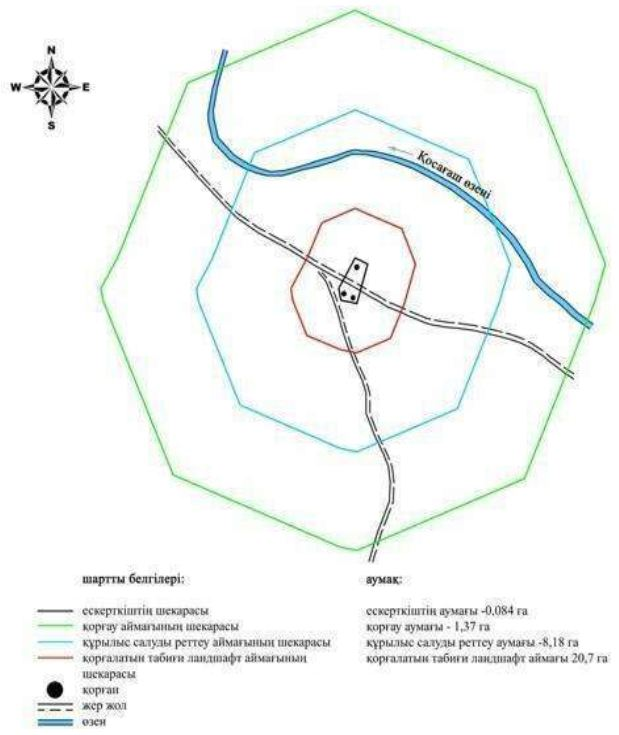 N
W E
S
Қосағаш өзені
шартты белгілері:
ескерткіштің шекарасы
қорғау аймағының шекарасы
құрылыс салуды реттеу аймағының шекарасы
қорғалатын табиғи ландшафт аймағының
шекарасы
қорған
жер жол
өзен
аумақ:
ескерткіштің аумағы -0,084 га
қорғау аумағы - 1,37 га
құрылыс салуды реттеу аумағы -8,18 га
қорғалатын табиғи ландшафт аймағы 20,7 га